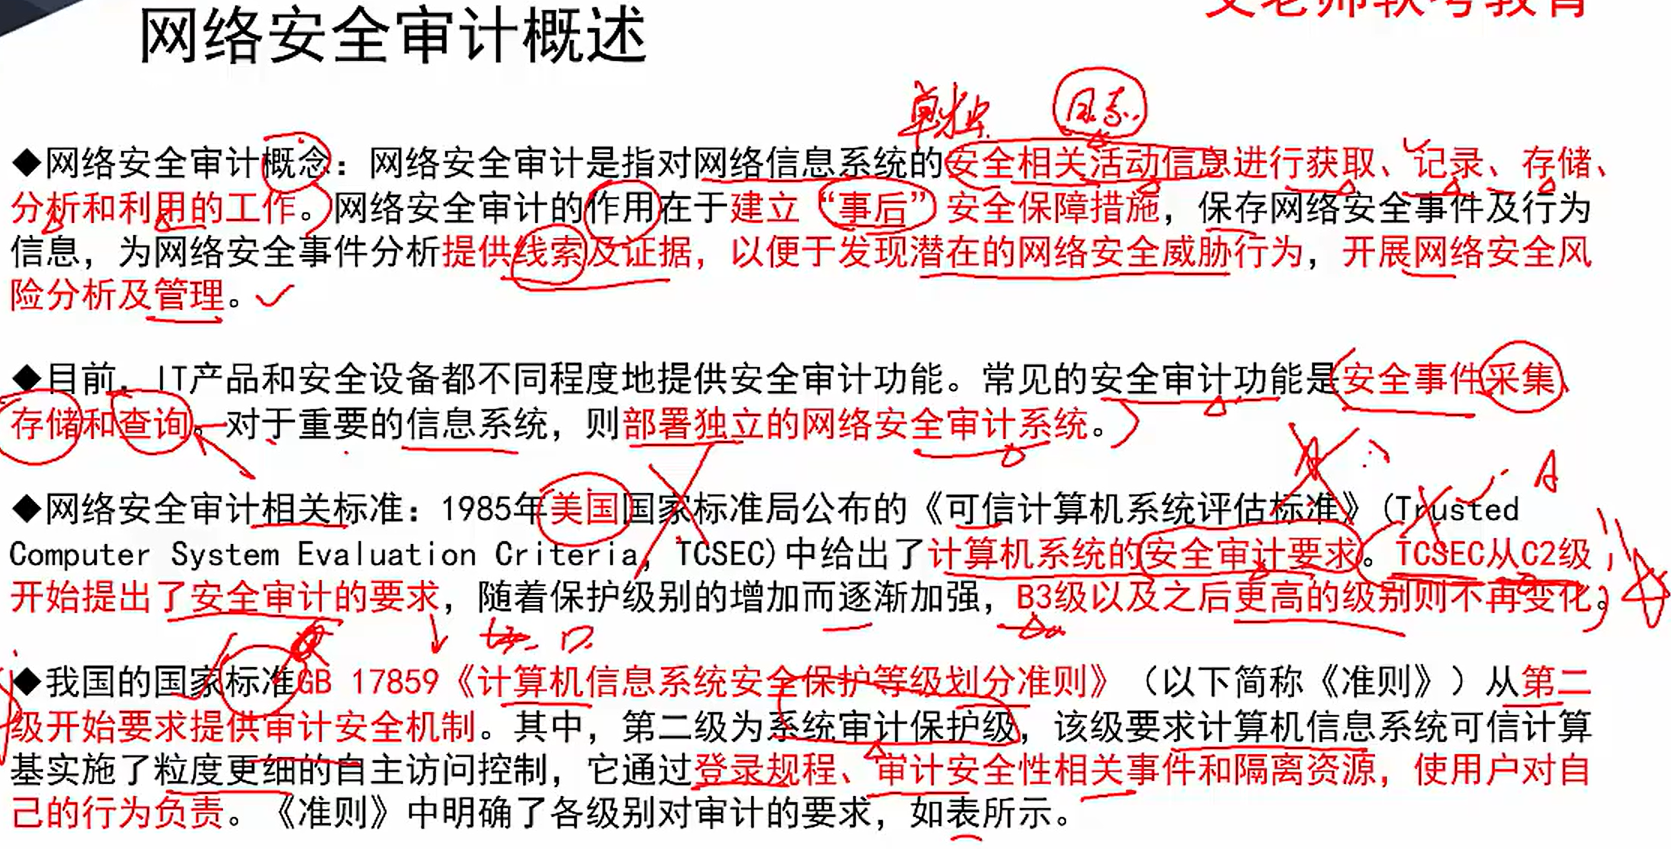 艾老师软考教育
网络安全审计概述
单独 日志
◆网络安全审计概念：网络安全审计是指对网络信息系统的安全相关活动信息进行获取、记录、存储、
分析和利用的工作。网络安全审计的作用在于建立“事后”安全保障措施，保存网络安全事件及行为
信息，为网络安全事件分析提供线索及证据，以便于发现潜在的网络安全威胁行为，开展网络安全风
险分析及管理。
◆目前，IT产品和安全设备都不同程度地提供安全审计功能。常见的安全审计功能是安全事件采集、
存储和查询。对于重要的信息系统，则部署独立的网络安全审计系统。
A
◆网络安全审计相关标准：1985年美国国家标准局公布的《可信计算机系统评估标准》(Trusted
Computer System Evaluation Criteria, TCSEC)中给出了计算机系统的安全审计要求。TCSEC从C2级
开始提出了安全审计的要求，随着保护级别的增加而逐渐加强，B3级以及之后更高的级别则不再变化。
◆我国的国家标准GB 17859《计算机信息系统安全保护等级划分准则》（以下简称《准则》）从第二
级开始要求提供审计安全机制。其中，第二级为系统审计保护级，该级要求计算机信息系统可信计算
基实施了粒度更细的自主访问控制，它通过登录规程、审计安全性相关事件和隔离资源，使用户对自
己的行为负责。《准则》中明确了各级别对审计的要求，如表所示。